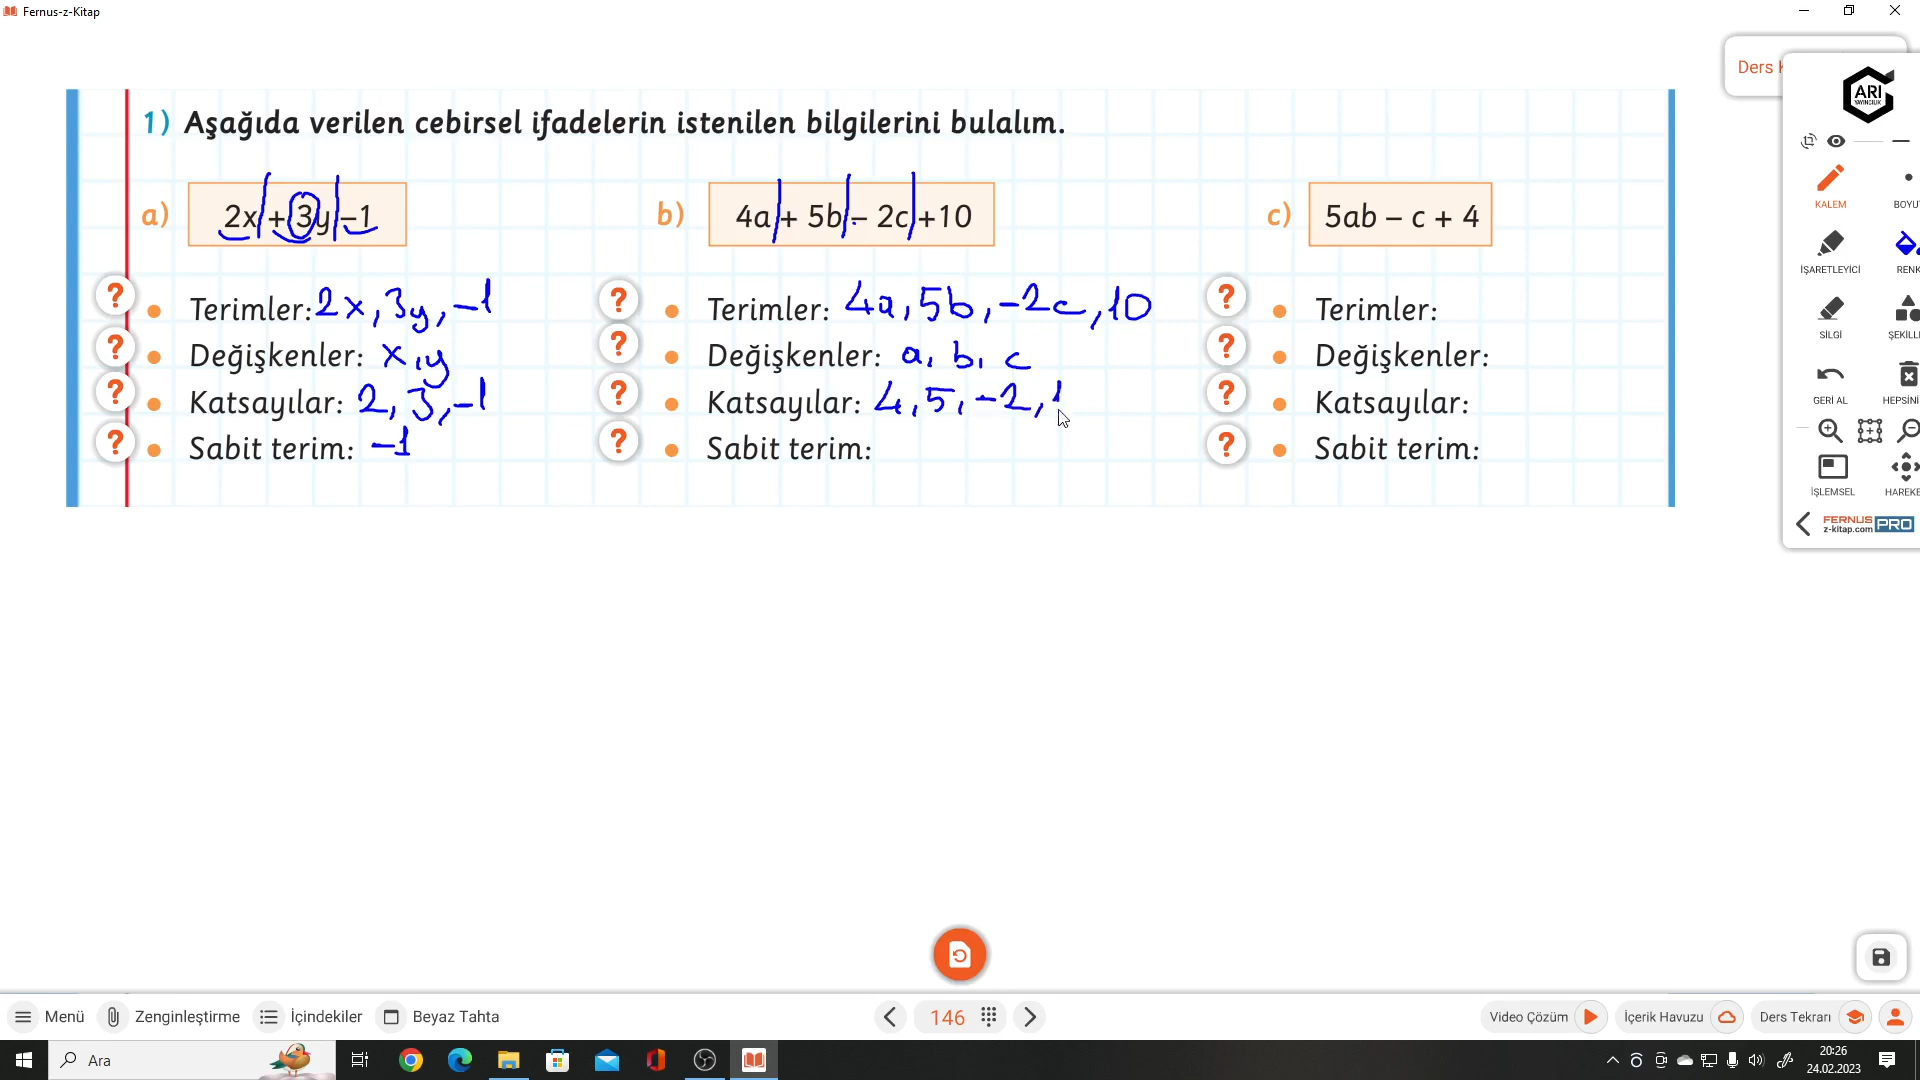 Fernus-z-Kitap
Ders K
ARI
YAYINCILIK
1) Aşağıda verilen cebirsel ifadelerin istenilen bilgilerini bulalım.
a) 2x + 3y – 1
Terimler: 2x, 3y, -1
Değişkenler: x, y
Katsayılar: 2, 3, -1
Sabit terim: -1
b) 4a + 5b – 2c + 10
Terimler: 4a, 5b, -2c, 10
Değişkenler: a, b, c
Katsayılar: 4, 5, -2, 1
Sabit terim:
c) 5ab – c + 4
Terimler:
Değişkenler:
Katsayılar:
Sabit terim:
KALEM BOYU
İŞARETLEYİCİ RENK
SİLGİ ŞEKİLL
GERİ AL HEPSİNİ
İŞLEMSEL HAREKE
FERNUS
z-kitap.com PRO
Menü Zenginleştirme İçindekiler Beyaz Tahta 146 Video Çözüm İçerik Havuzu Ders Tekrarı
Ara
20:26
24.02.2023